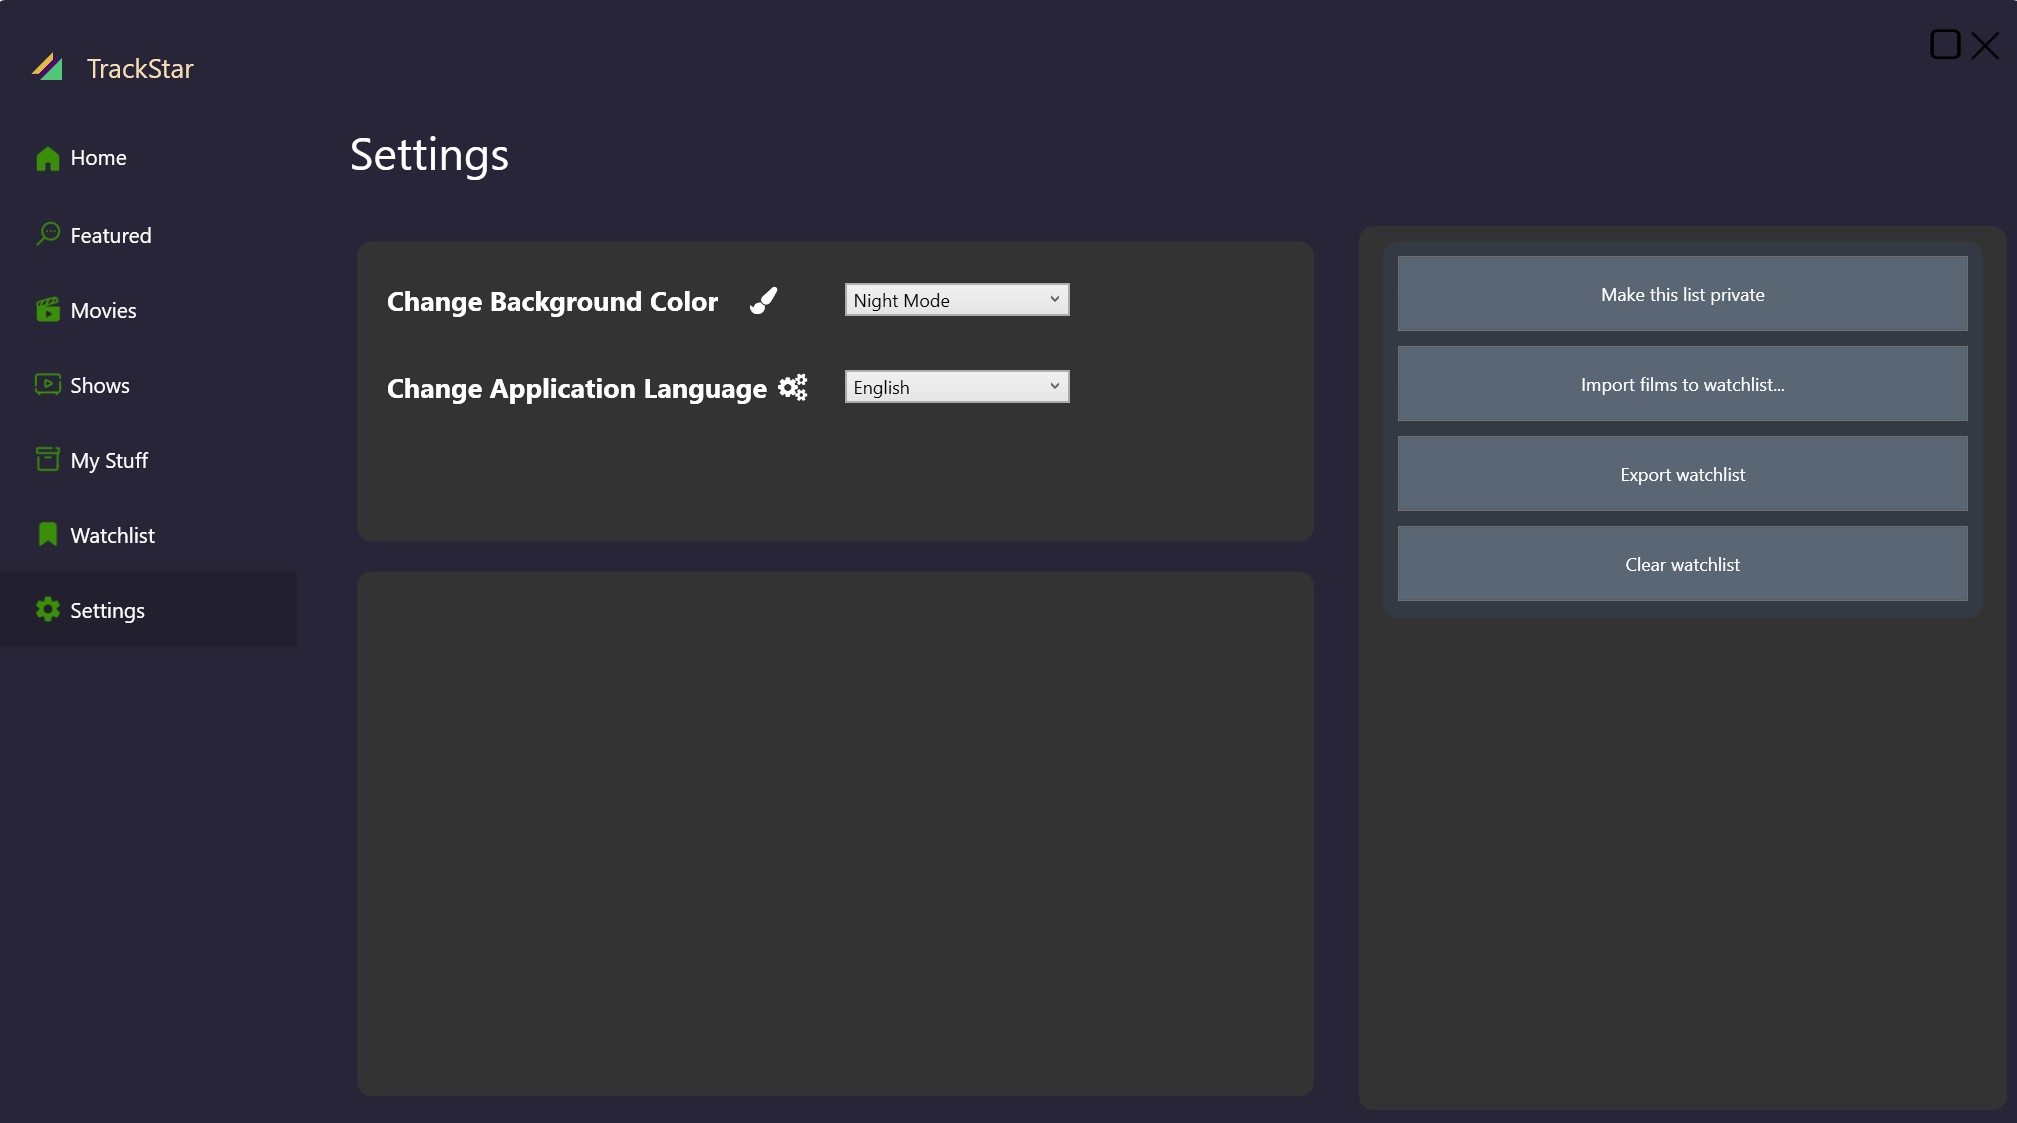 TrackStar
Home
Featured
Movies
Shows
My Stuff
Watchlist
Settings
Settings
Change Background Color
Night Mode
Change Application Language
English
Make this list private
Import films to watchlist...
Export watchlist
Clear watchlist